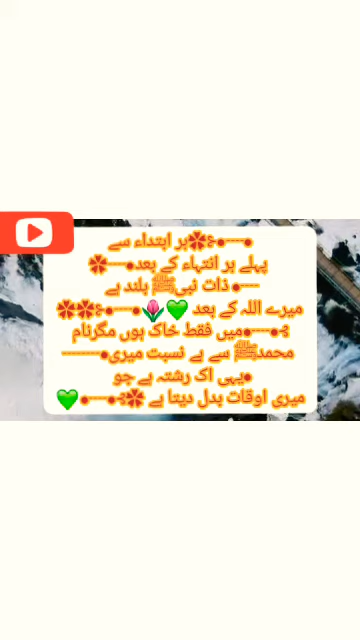 ●┄┄●ؠ✿ہر ابتداء سے
پہلے ہر انتہاء کے بعد●┄┄✿
┄┄● ذات نبیﷺ بلند ہے
میرے اللہ کے بعد 💚🌷●┄┄●ؠ✿✿
●┄┄●میں فقط خاک ہوں مگرنام
محمدﷺ سے ہے نسبت میری●┄┄┄┄
●یہی اک رشتہ ہے جو
میری اوقات بدل دیتا ہے ✿●┄┄●💚